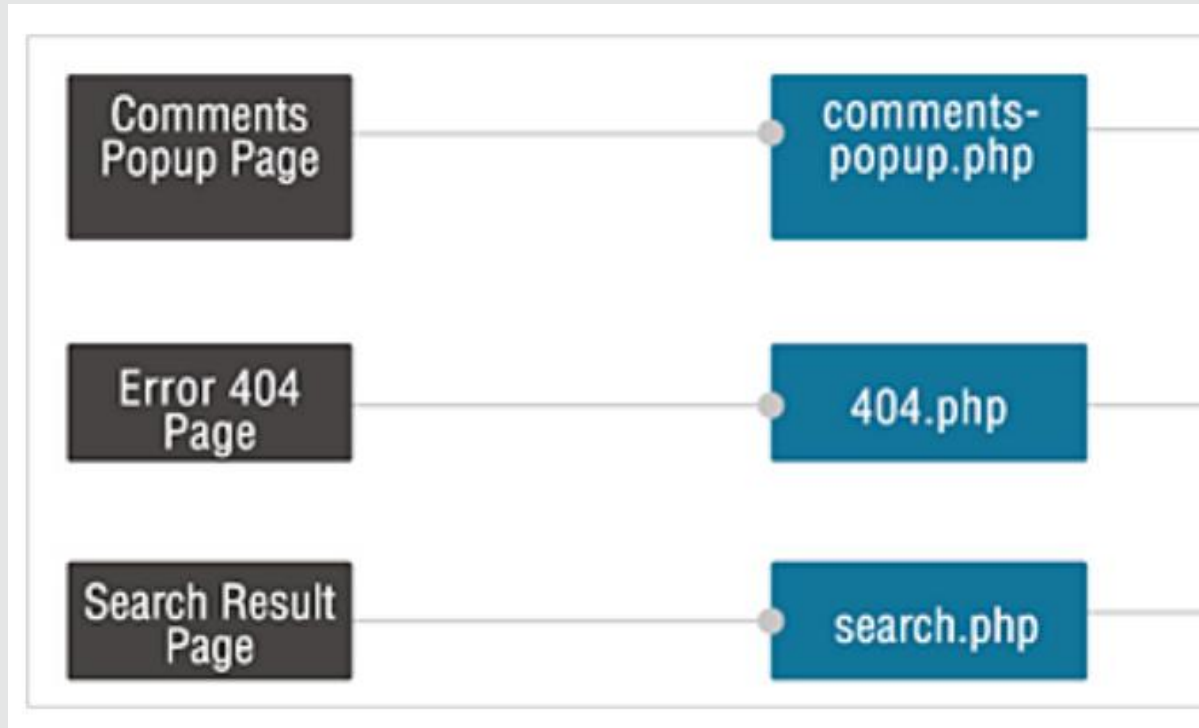 Comments
Popup Page
comments-
popup.php
Error 404
Page
404.php
Search Result
Page
search.php